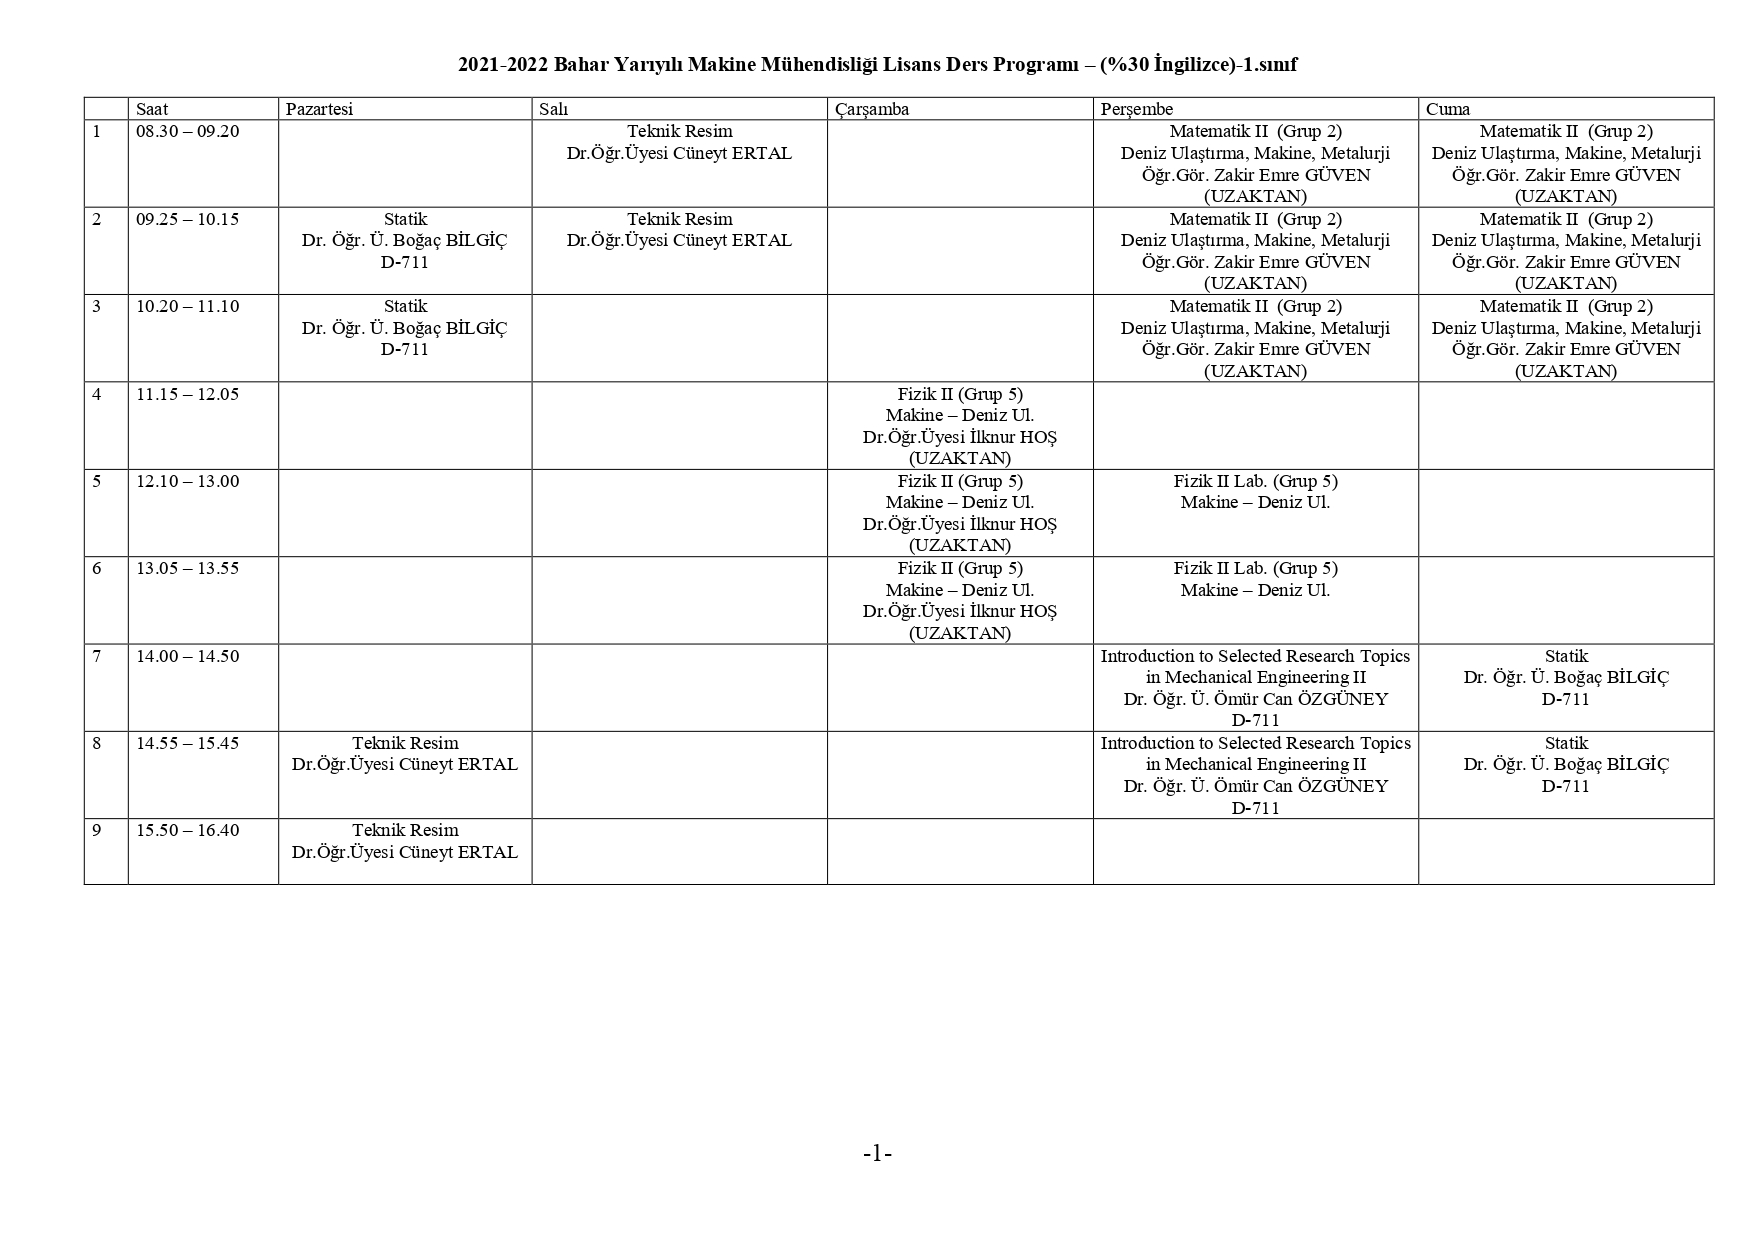 2021-2022 Bahar Yarıyılı Makine Mühendisliği Lisans Ders Programı – (%30 İngilizce)-1.sınıf
Saat Pazartesi Salı Çarşamba Perşembe Cuma
1 08.30 – 09.20
Teknik Resim
Dr.Öğr.Üyesi Cüneyt ERTAL
Matematik II (Grup 2)
Deniz Ulaştırma, Makine, Metalurji
Öğr.Gör. Zakir Emre GÜVEN
(UZAKTAN)
Matematik II (Grup 2)
Deniz Ulaştırma, Makine, Metalurji
Öğr.Gör. Zakir Emre GÜVEN
(UZAKTAN)
2 09.25 – 10.15
Statik
Dr. Öğr. Ü. Boğaç BİLGİÇ
D-711
Teknik Resim
Dr.Öğr.Üyesi Cüneyt ERTAL
Matematik II (Grup 2)
Deniz Ulaştırma, Makine, Metalurji
Öğr.Gör. Zakir Emre GÜVEN
(UZAKTAN)
Matematik II (Grup 2)
Deniz Ulaştırma, Makine, Metalurji
Öğr.Gör. Zakir Emre GÜVEN
(UZAKTAN)
3 10.20 – 11.10
Statik
Dr. Öğr. Ü. Boğaç BİLGİÇ
D-711
Matematik II (Grup 2)
Deniz Ulaştırma, Makine, Metalurji
Öğr.Gör. Zakir Emre GÜVEN
(UZAKTAN)
Matematik II (Grup 2)
Deniz Ulaştırma, Makine, Metalurji
Öğr.Gör. Zakir Emre GÜVEN
(UZAKTAN)
4 11.15 – 12.05
Fizik II (Grup 5)
Makine – Deniz Ul.
Dr.Öğr.Üyesi İlknur HOŞ
(UZAKTAN)
5 12.10 – 13.00
Fizik II (Grup 5)
Makine – Deniz Ul.
Dr.Öğr.Üyesi İlknur HOŞ
(UZAKTAN)
Fizik II Lab. (Grup 5)
Makine – Deniz Ul.
6 13.05 – 13.55
Fizik II (Grup 5)
Makine – Deniz Ul.
Dr.Öğr.Üyesi İlknur HOŞ
(UZAKTAN)
Fizik II Lab. (Grup 5)
Makine – Deniz Ul.
7 14.00 – 14.50
Introduction to Selected Research Topics
in Mechanical Engineering II
Dr. Öğr. Ü. Ömür Can ÖZGÜNEY
D-711
Statik
Dr. Öğr. Ü. Boğaç BİLGİÇ
D-711
8 14.55 – 15.45
Teknik Resim
Dr.Öğr.Üyesi Cüneyt ERTAL
Introduction to Selected Research Topics
in Mechanical Engineering II
Dr. Öğr. Ü. Ömür Can ÖZGÜNEY
D-711
Statik
Dr. Öğr. Ü. Boğaç BİLGİÇ
D-711
9 15.50 – 16.40
Teknik Resim
Dr.Öğr.Üyesi Cüneyt ERTAL
-1-